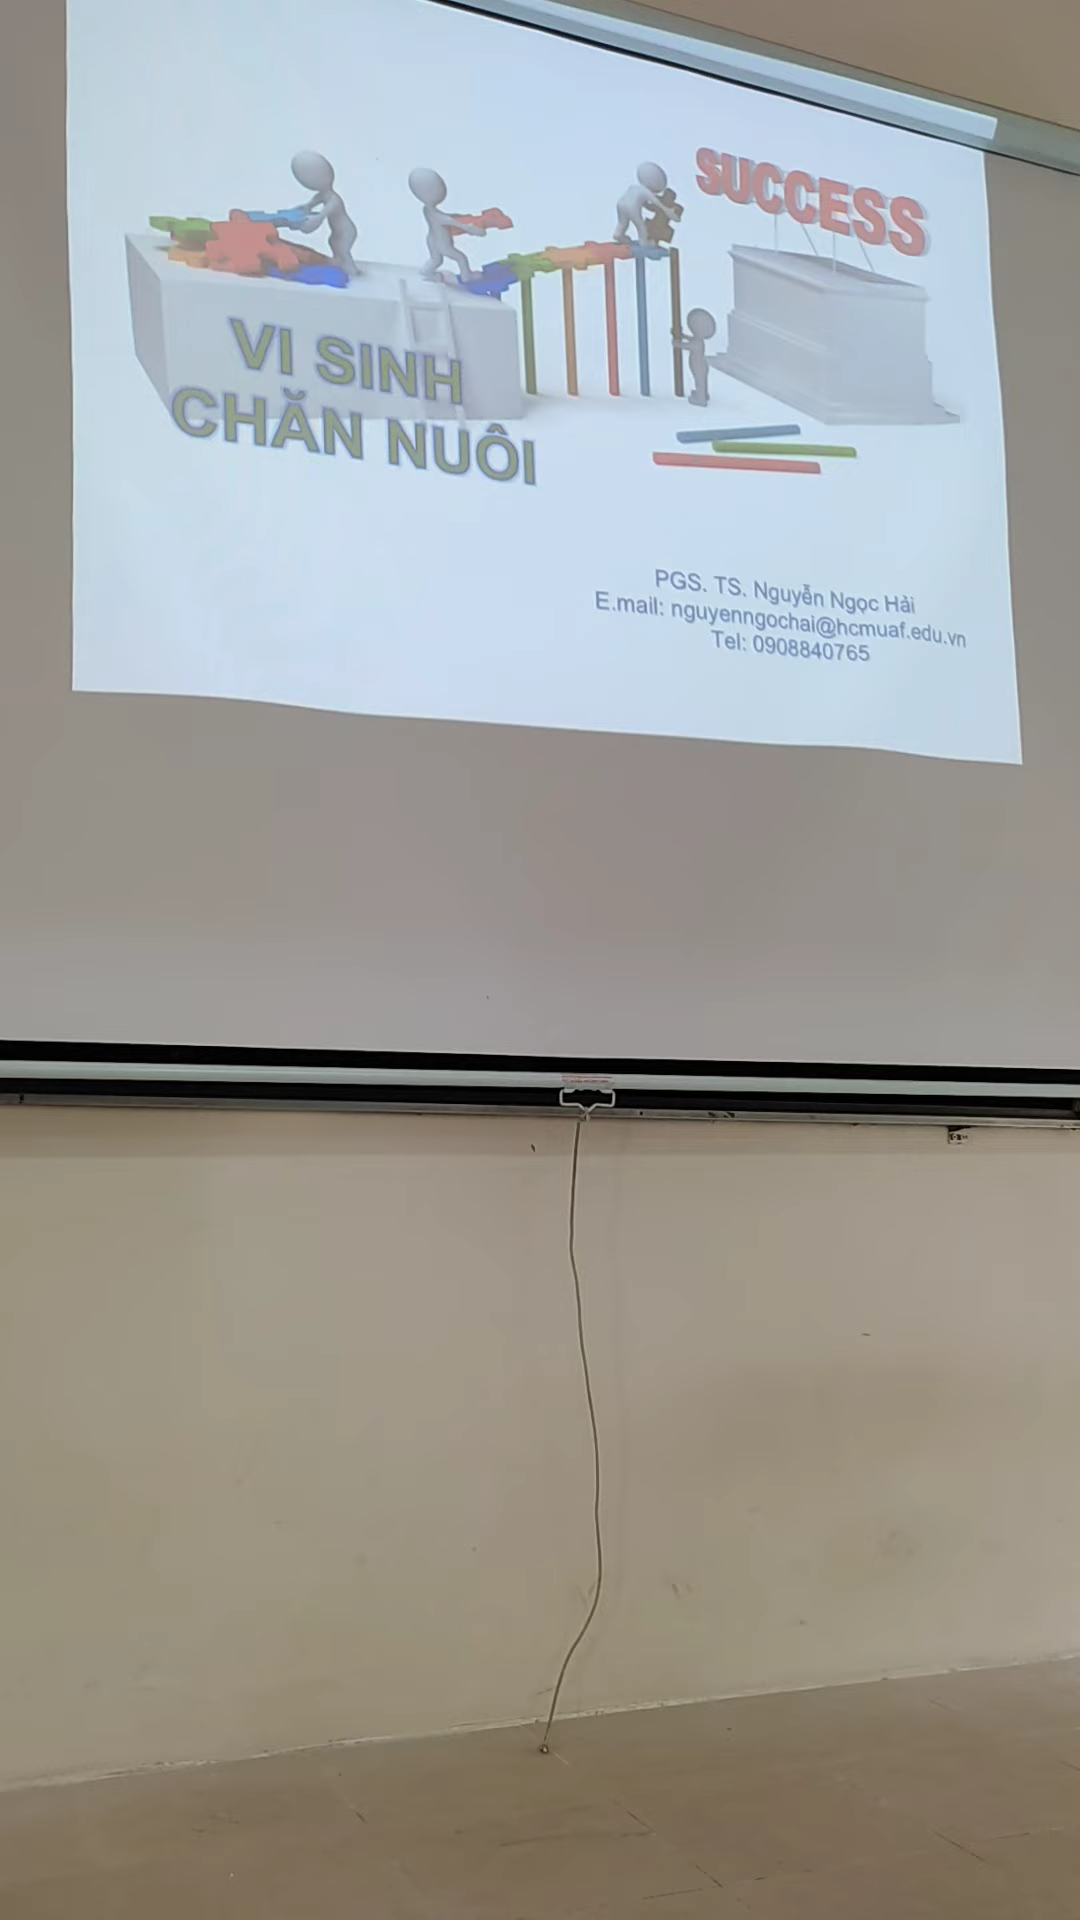 SUCCESS
VI SINH
CHĂN NUÔI
PGS. TS. Nguyễn Ngọc Hải
E.mail: nguyenngochai@hcmuaf.edu.vn
Tel: 0908840765